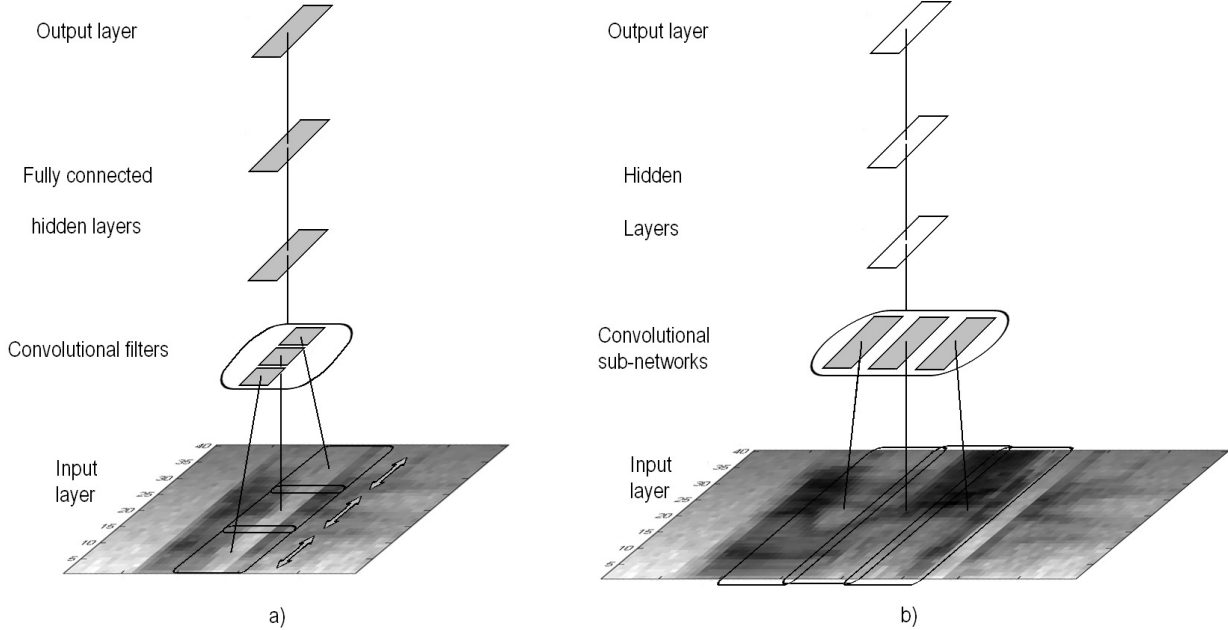 Output layer
Fully connected
hidden layers
Convolutional filters
Input
layer
40
35
30
25
20
15
10
5
a)
Output layer
Hidden
Layers
Convolutional
sub-networks
Input
layer
40
35
30
25
20
15
10
5
b)